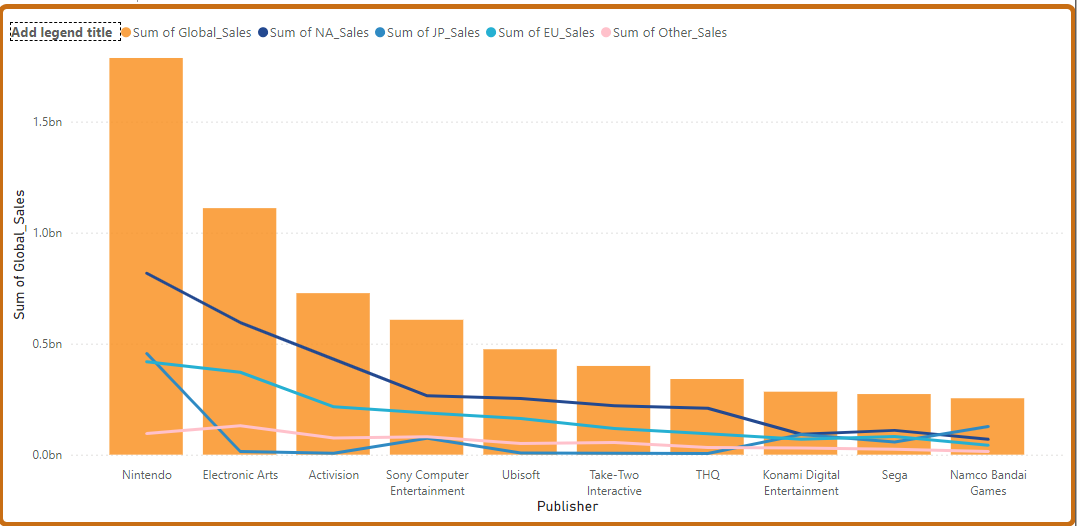 Add legend title Sum of Global_Sales Sum of NA_Sales Sum of JP_Sales Sum of EU_Sales Sum of Other_Sales
Sum of Global_Sales
1.5bn
1.0bn
0.5bn
0.0bn
Nintendo Electronic Arts Activision Sony Computer Ubisoft Take-Two THQ Konami Digital Sega Namco Bandai
Entertainment Interactive Entertainment Games
Publisher